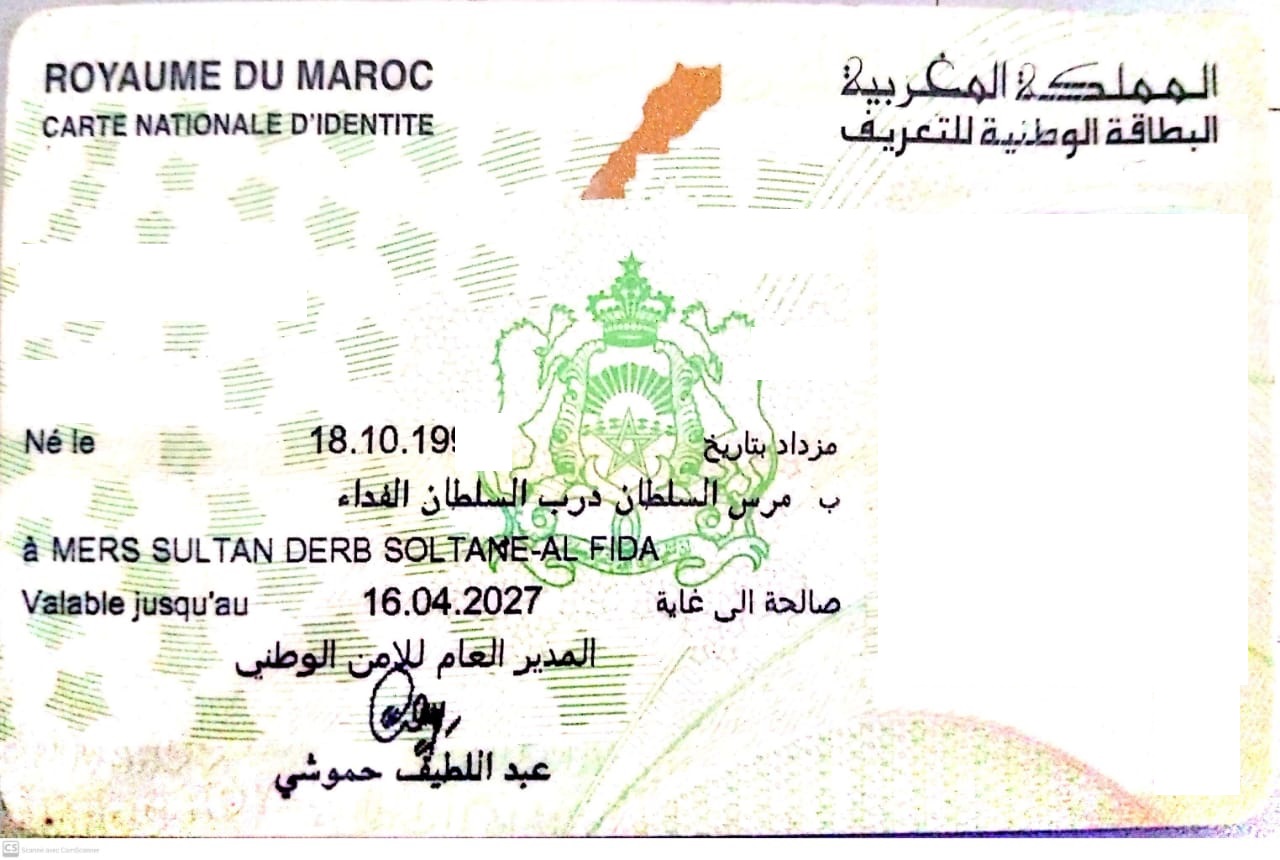 ROYAUME DU MAROC
المملكة المغربية
CARTE NATIONALE D'IDENTITE
البطاقة الوطنية للتعريف
Né le 18.10.199 مزداد بتاريخ
ب مرس السلطان درب السلطان الفداء
à MERS SULTAN DERB SOLTANE-AL FIDA
Valable jusqu'au 16.04.2027 صالحة الى غاية
المدير العام للامن الوطني
عبد اللطيف حموشي
CS Scanné avec CamScanner